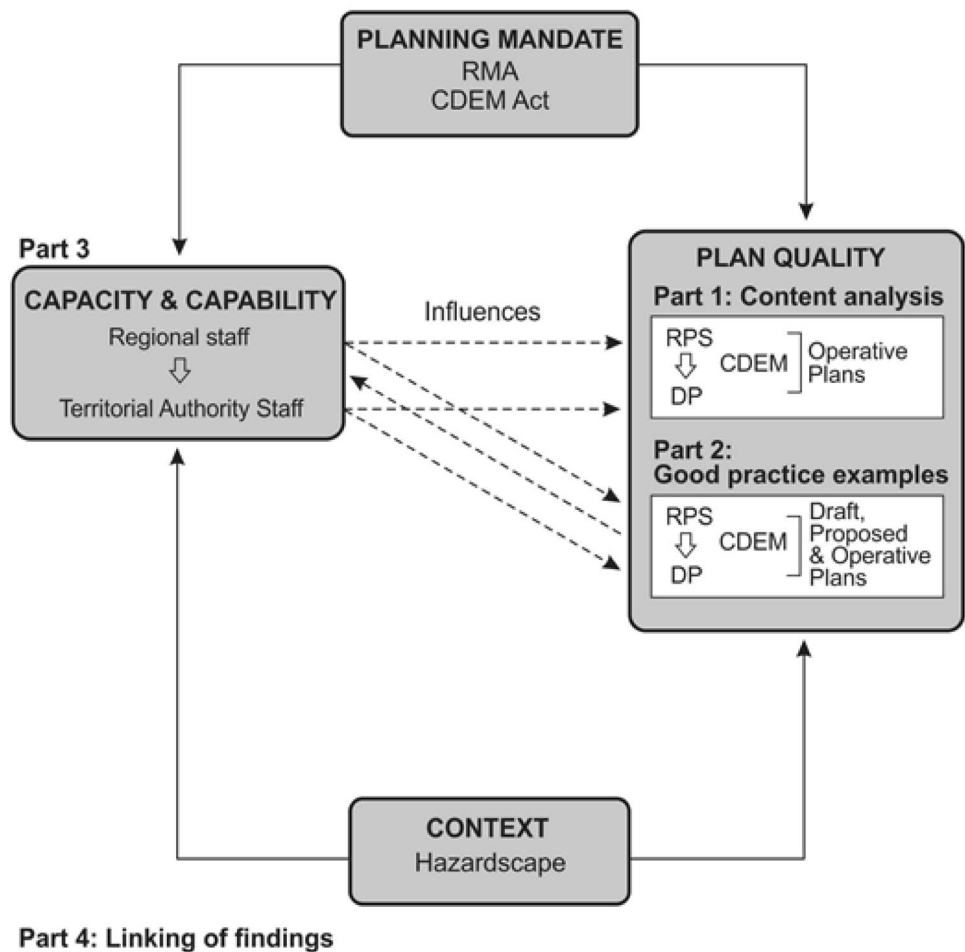 PLANNING MANDATE
RMA
CDEM Act
Part 3
CAPACITY & CAPABILITY
Regional staff
Territorial Authority Staff
Influences
PLAN QUALITY
Part 1: Content analysis
RPS
CDEM
DP
Operative
Plans
Part 2:
Good practice examples
RPS
CDEM
DP
Draft,
Proposed
& Operative
Plans
CONTEXT
Hazardscape
Part 4: Linking of findings